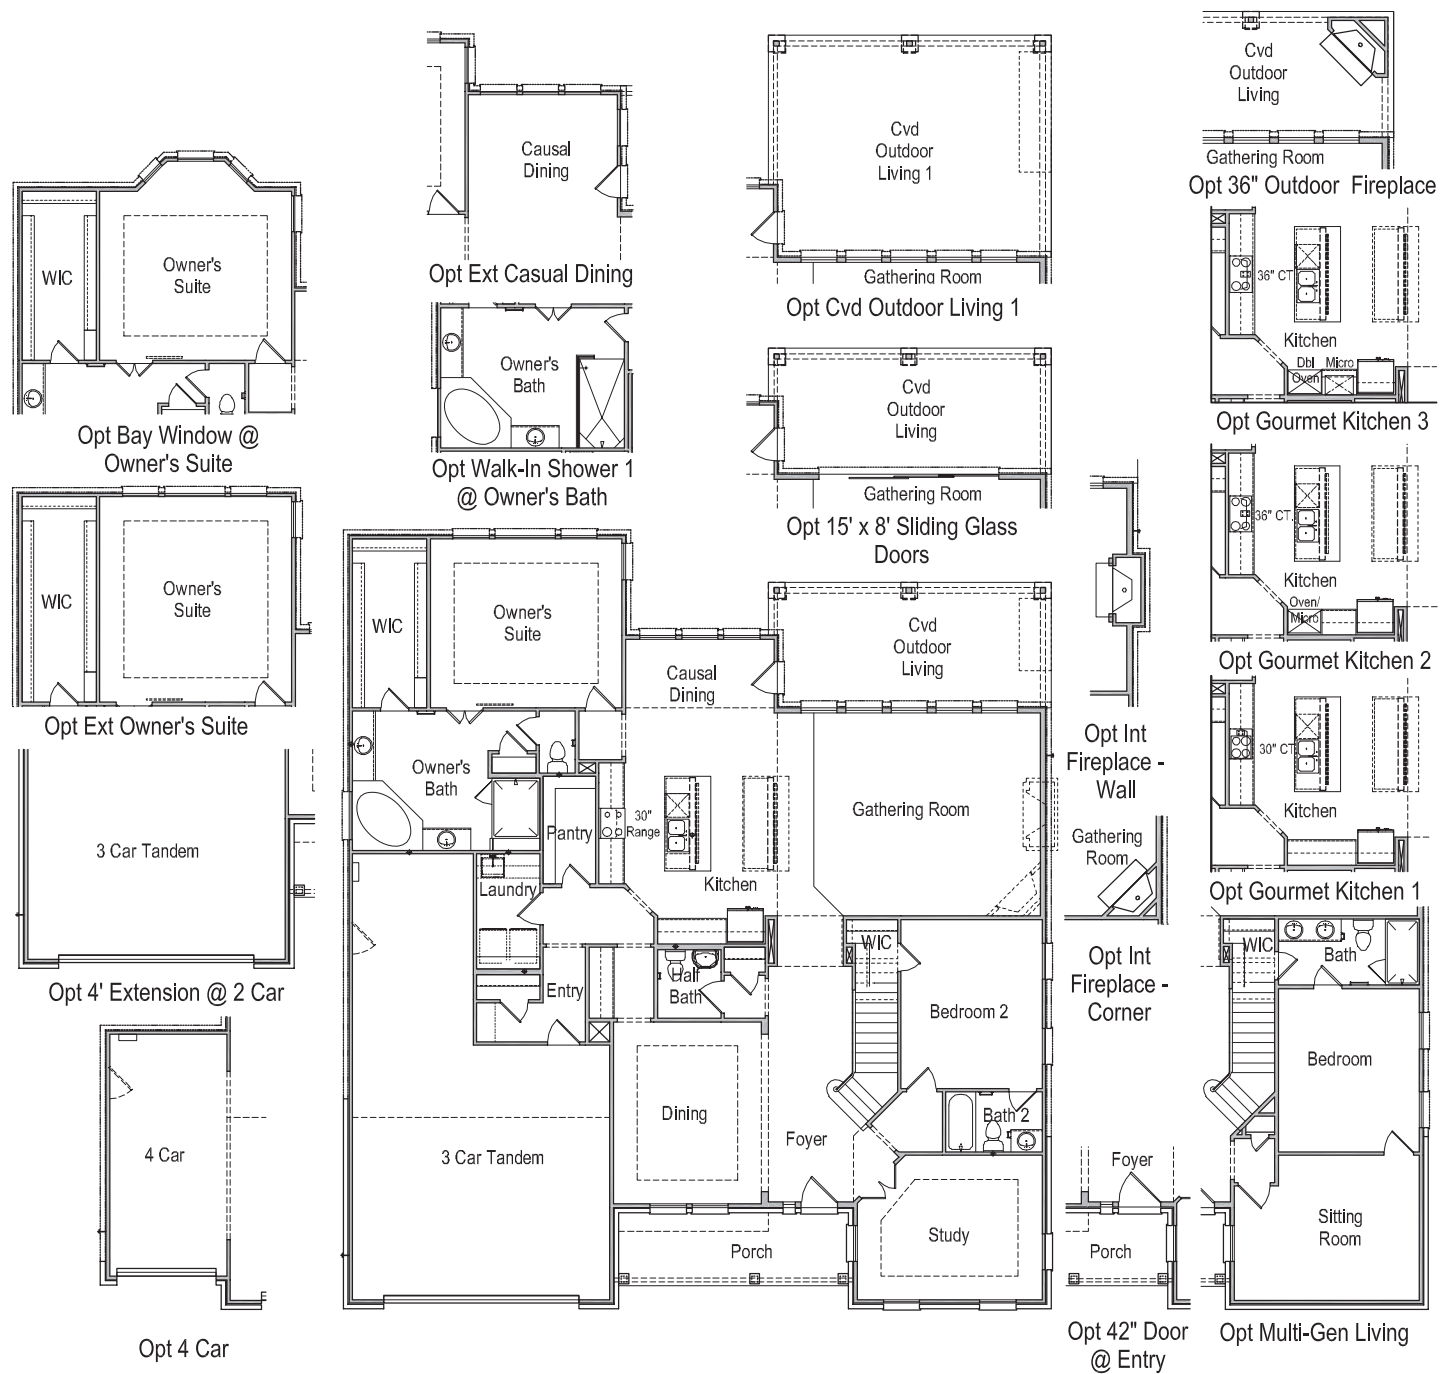 WIC
Owner's
Suite
Opt Bay Window @
Owner's Suite
WIC
Owner's
Suite
Opt Ext Owner's Suite
3 Car Tandem
Opt 4' Extension @ 2 Car
4 Car
Opt 4 Car
Causal
Dining
Opt Ext Casual Dining
Owner's
Bath
Opt Walk-In Shower 1
@ Owner's Bath
Cvd
Outdoor
Living 1
Gathering Room
Opt Cvd Outdoor Living 1
Cvd
Outdoor
Living
Gathering Room
Opt 15' x 8' Sliding Glass
Doors
WIC
Owner's
Suite
Causal
Dining
Cvd
Outdoor
Living
Owner's
Bath
Pantry
30"
Range
Gathering Room
Kitchen
Laundry
WIC
Half
Bath
Entry
Bedroom 2
Dining
Bath 2
Foyer
3 Car Tandem
Study
Porch
Opt Int
Fireplace -
Wall
Gathering
Room
Opt Int
Fireplace -
Corner
Foyer
Porch
Opt 42" Door
@ Entry
Cvd
Outdoor
Living
Gathering Room
Opt 36" Outdoor Fireplace
36" CT
Kitchen
Dbl
Oven
Micro
Opt Gourmet Kitchen 3
36" CT.
Kitchen
Oven/
Micro
Opt Gourmet Kitchen 2
30" CT
Kitchen
Opt Gourmet Kitchen 1
WIC
Bath
Bedroom
Sitting
Room
Opt Multi-Gen Living